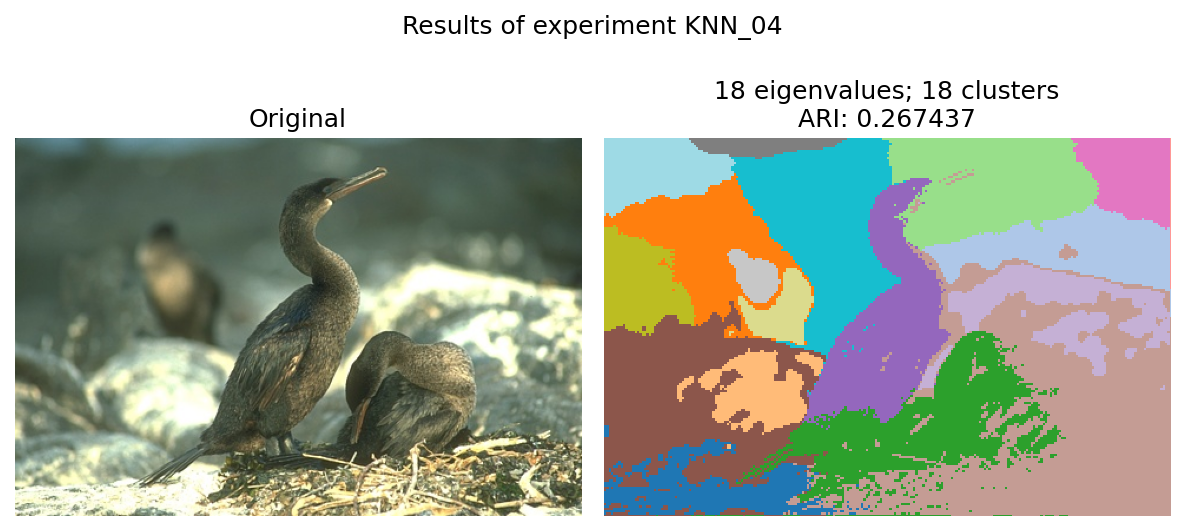 Results of experiment KNN_04
Original
18 eigenvalues; 18 clusters
ARI: 0.267437